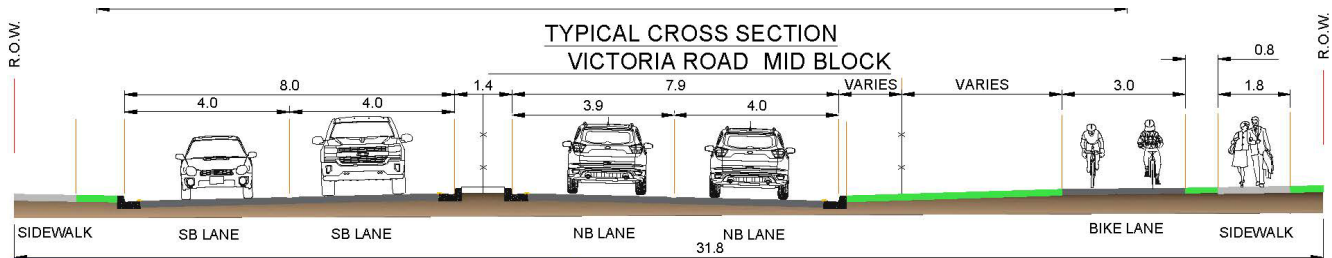 TYPICAL CROSS SECTION
VICTORIA ROAD  MID BLOCK
R.O.W.
R.O.W.
0.8
8.0
1.4
7.9
VARIES
VARIES
3.0
1.8
4.0
4.0
3.9
4.0
SIDEWALK
SB LANE
SB LANE
NB LANE
NB LANE
BIKE LANE
SIDEWALK
31.8